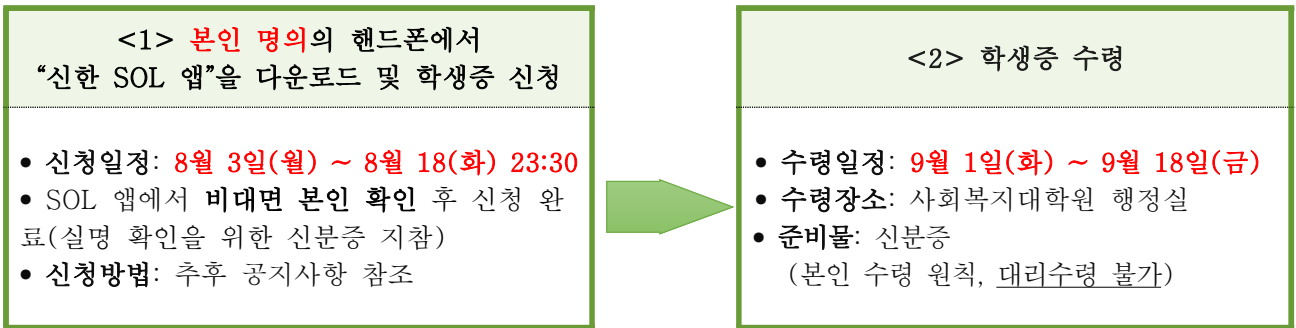 <1> 본인 명의의 핸드폰에서
“신한 SOL 앱”을 다운로드 및 학생증 신청
• 신청일정: 8월 3일(월) ~ 8월 18(화) 23:30
• SOL 앱에서 비대면 본인 확인 후 신청 완
료(실명 확인을 위한 신분증 지참)
• 신청방법: 추후 공지사항 참조
<2> 학생증 수령
• 수령일정: 9월 1일(화) ~ 9월 18일(금)
• 수령장소: 사회복지대학원 행정실
• 준비물: 신분증
(본인 수령 원칙, 대리수령 불가)